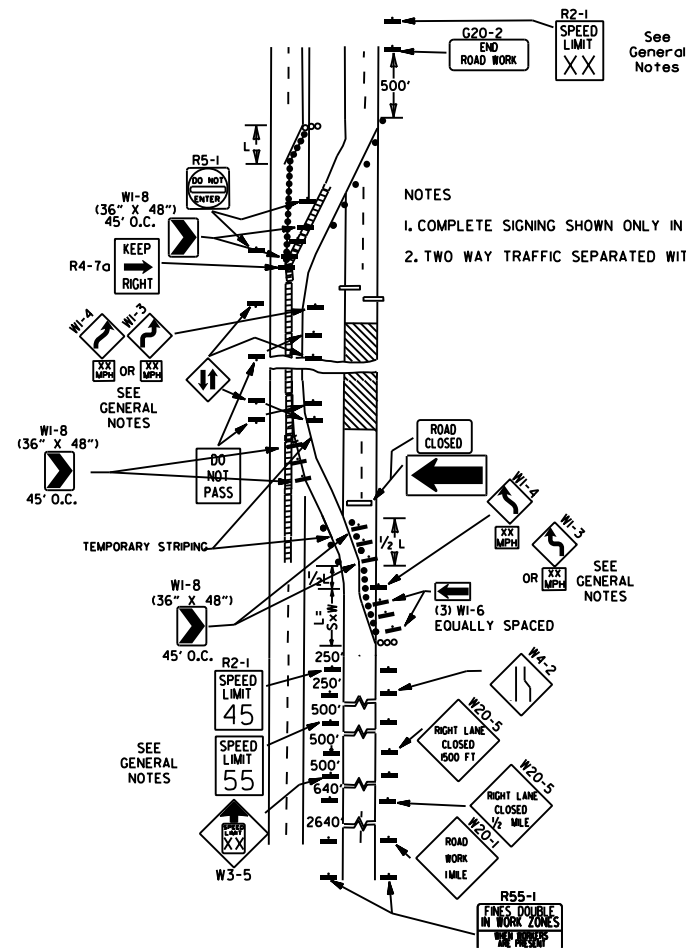 R2-1
SPEED
LIMIT
XX
See
General
Notes
G20-2
END
ROAD WORK
500'
L
R5-1
DO NOT
ENTER
W1-8
(36" X 48")
45' O.C.
KEEP
RIGHT
R4-7a
NOTES
1. COMPLETE SIGNING SHOWN ONLY IN
2. TWO WAY TRAFFIC SEPARATED WIT
W1-4
W1-3
XX
MPH
OR
XX
MPH
SEE
GENERAL
NOTES
W1-8
(36" X 48")
45' O.C.
DO
NOT
PASS
ROAD
CLOSED
W1-4
XX
MPH
W1-3
OR
XX
MPH
SEE
GENERAL
NOTES
TEMPORARY STRIPING
1/2 L
1/2 L
L=
SxW
W1-8
(36" X 48")
45' O.C.
(3) W1-6
EQUALLY SPACED
R2-1
SPEED
LIMIT
45
250'
250'
500'
500'
500'
640'
2640'
W4-2
SEE
GENERAL
NOTES
SPEED
LIMIT
55
W20-5
RIGHT LANE
CLOSED
1500 FT
SPEED
LIMIT
XX
W3-5
W20-5
RIGHT LANE
CLOSED
1/2 MILE
W20-1
ROAD
WORK
1 MILE
R55-1
FINES DOUBLE
IN WORK ZONES
WHEN WORKERS
ARE PRESENT